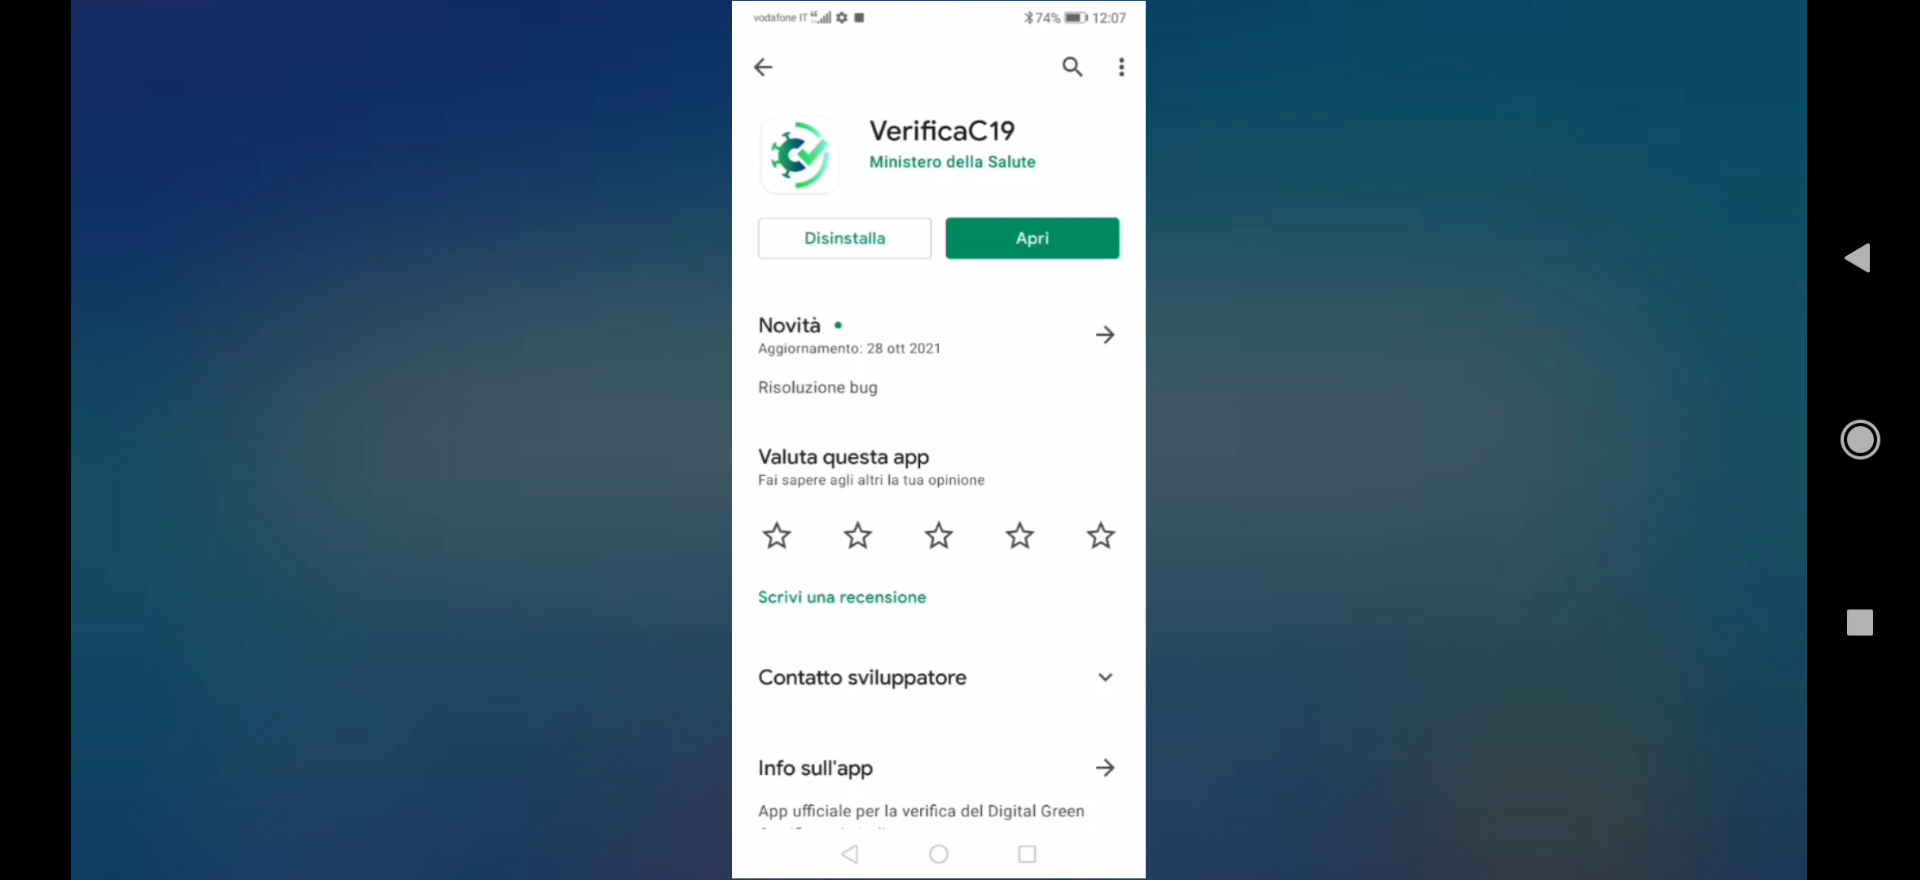 vodafone IT
74% 12:07
VerificaC19
Ministero della Salute
Disinstalla
Apri
Novità
Aggiornamento: 28 ott 2021
Risoluzione bug
Valuta questa app
Fai sapere agli altri la tua opinione
Scrivi una recensione
Contatto sviluppatore
Info sull'app
App ufficiale per la verifica del Digital Green